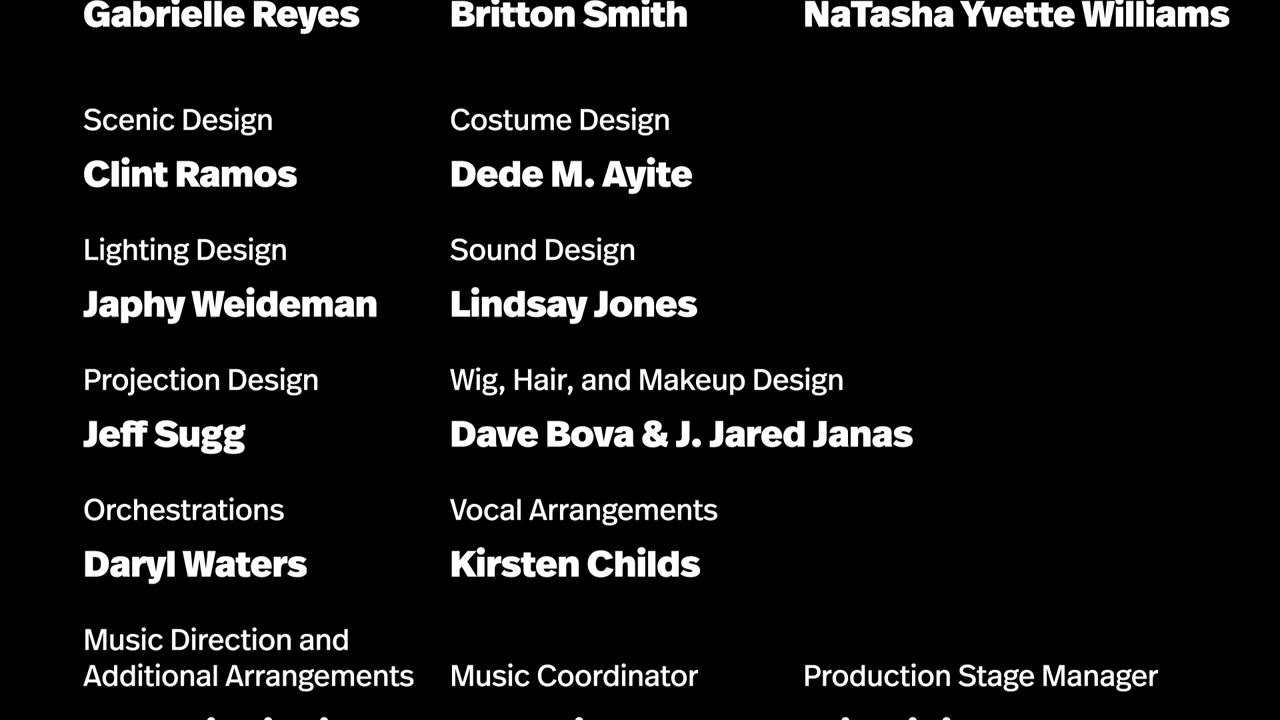 Gabrielle Reyes Britton Smith NaTasha Yvette Williams
Scenic Design Costume Design
Clint Ramos Dede M. Ayite
Lighting Design Sound Design
Japhy Weideman Lindsay Jones
Projection Design Wig, Hair, and Makeup Design
Jeff Sugg Dave Bova & J. Jared Janas
Orchestrations Vocal Arrangements
Daryl Waters Kirsten Childs
Music Direction and
Additional Arrangements Music Coordinator Production Stage Manager